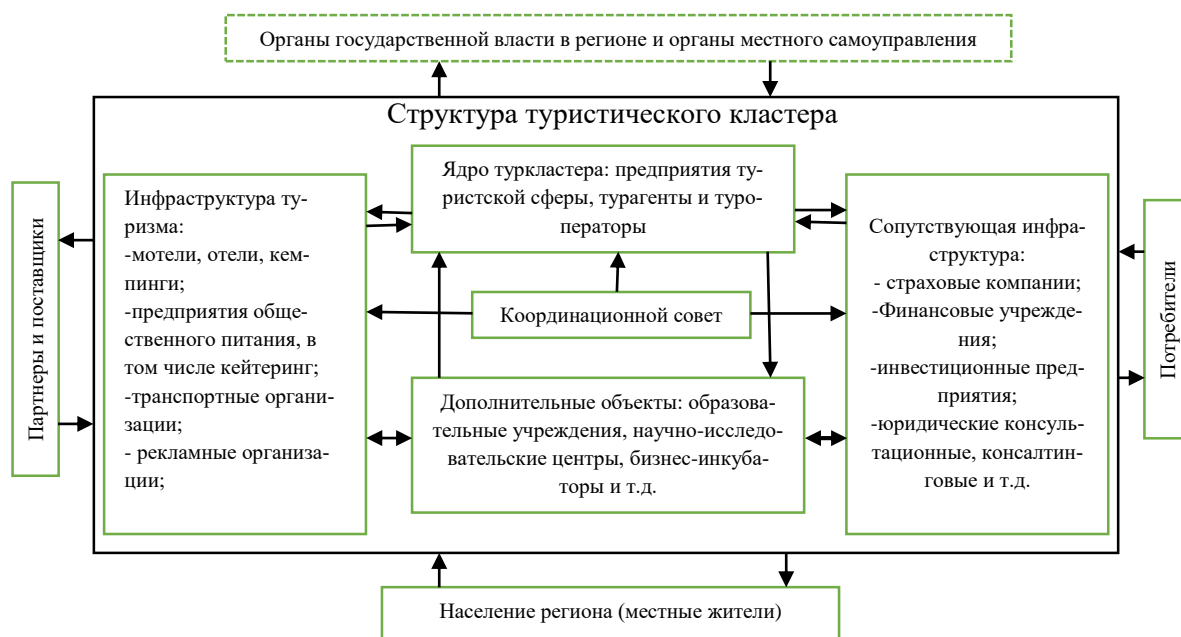 Органы государственной власти в регионе и органы местного самоуправления
Структура туристического кластера
Партнеры и поставщики
Инфраструктура ту-
ризма:
-мотели, отели, кем-
пинги;
-предприятия обще-
ственного питания, в
том числе кейтеринг;
-транспортные органи-
зации;
- рекламные организа-
ции;
Ядро туркластера: предприятия ту-
ристской сферы, турагенты и туро-
ператоры
Координационной совет
Дополнительные объекты: образова-
тельные учреждения, научно-исследо-
вательские центры, бизнес-инкуба-
торы и т.д.
Сопутствующая инфра-
структура:
- страховые компании;
-Финансовые учрежде-
ния;
-инвестиционные пред-
приятия;
-юридические консуль-
тационные, консалтин-
говые и т.д.
Потребители
Население региона (местные жители)